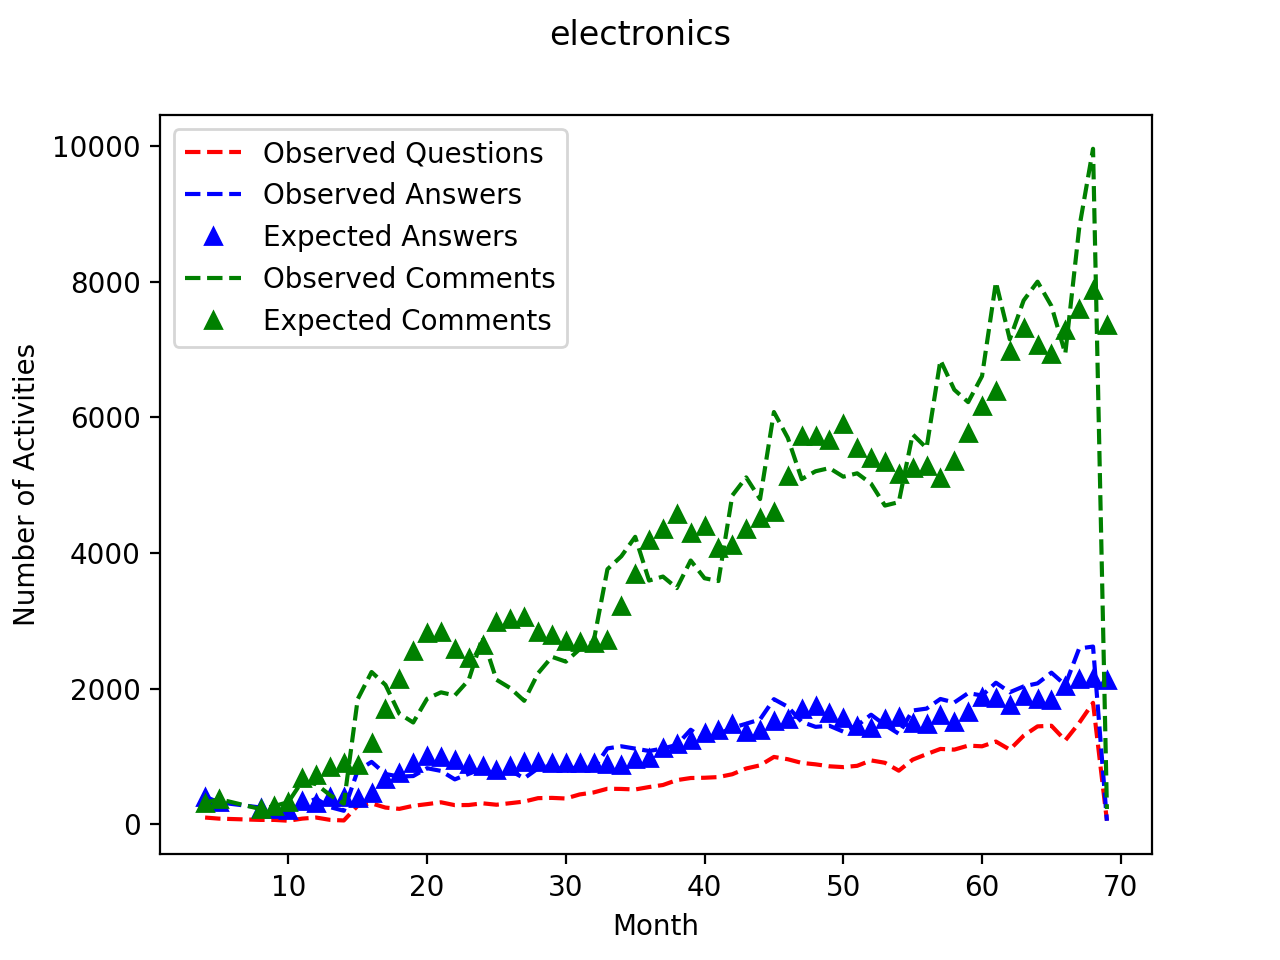 electronics
Observed Questions
Observed Answers
Expected Answers
Observed Comments
Expected Comments
10000
8000
6000
4000
2000
0
Number of Activities
10 20 30 40 50 60 70
Month